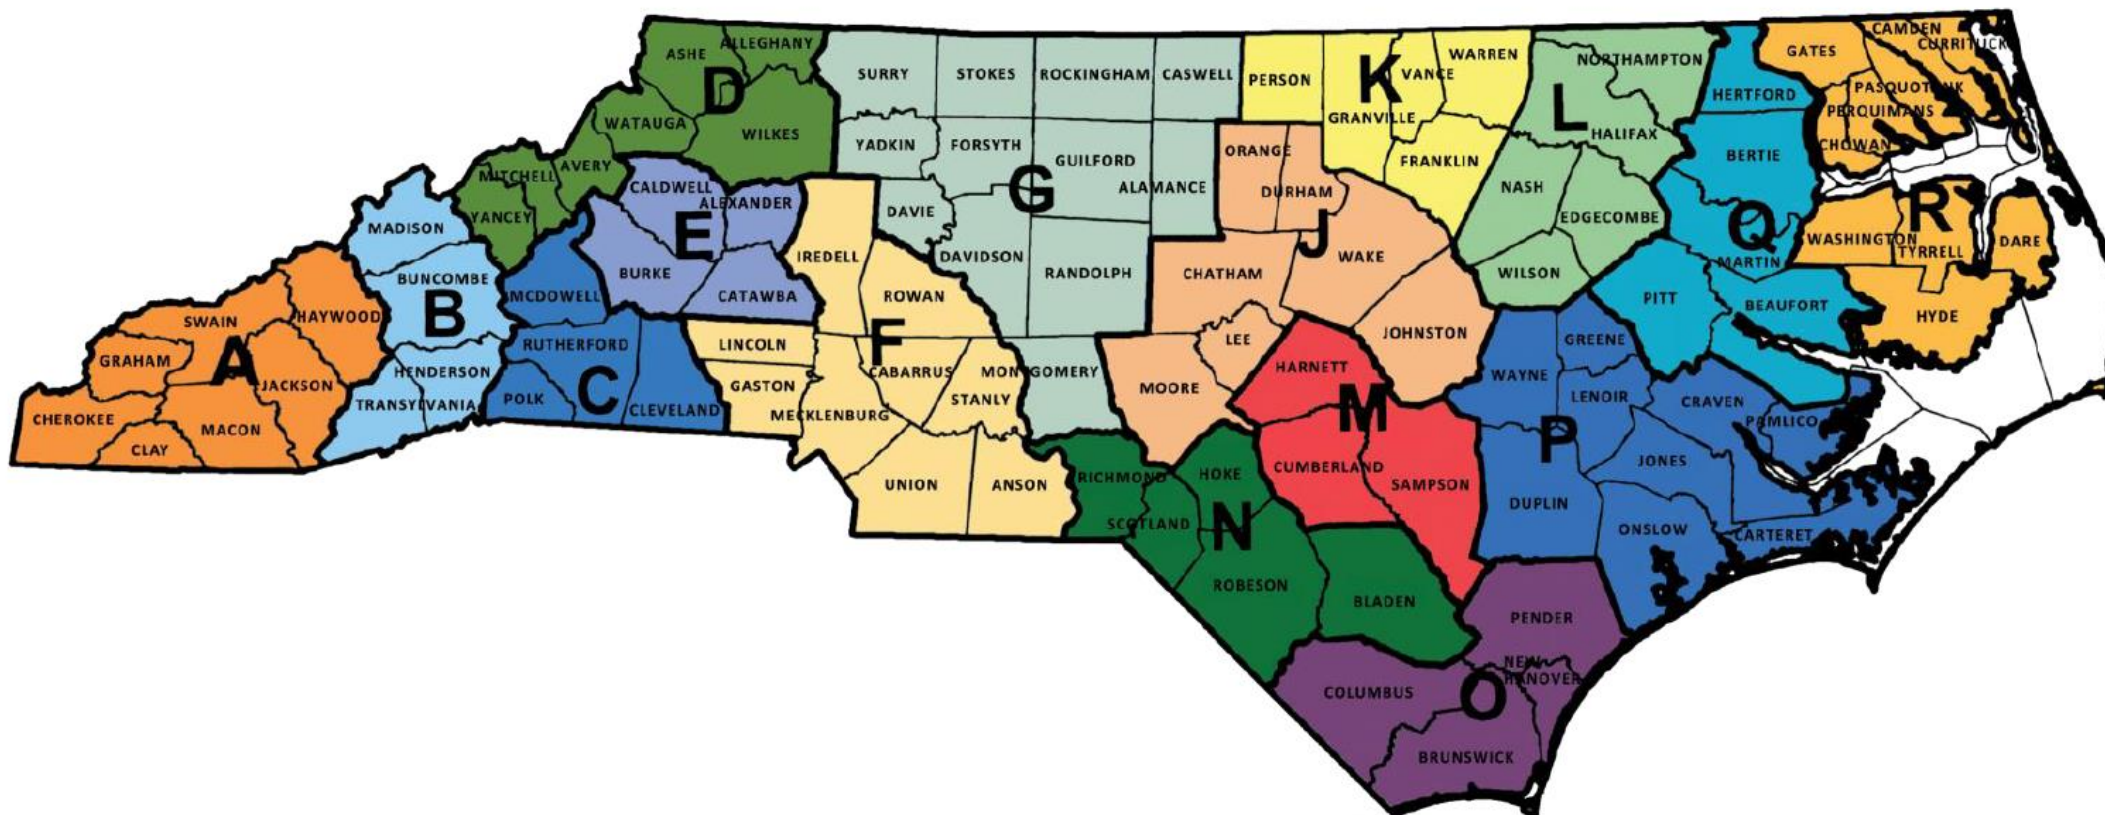 ASHE
ALLEGHANY
D
WATAUGA
WILKES
MITCHELL
AVERY
YANCEY
SURRY
STOKES
ROCKINGHAM
CASWELL
YADKIN
FORSYTH
GUILFORD
ALAMANCE
G
DAVIE
DAVIDSON
RANDOLPH
MONTGOMERY
PERSON
K
VANCE
WARREN
GRANVILLE
FRANKLIN
NORTHAMPTON
L
HALIFAX
NASH
EDGECOMBE
WILSON
HERTFORD
BERTIE
Q
MARTIN
PITT
BEAUFORT
GATES
CAMDEN
CURRITUCK
PASQUOTANK
PERQUIMANS
CHOWAN
R
WASHINGTON
TYRRELL
DARE
HYDE
ORANGE
DURHAM
J
WAKE
CHATHAM
LEE
JOHNSTON
MOORE
CALDWELL
ALEXANDER
E
BURKE
CATAWBA
IREDELL
ROWAN
F
LINCOLN
CABARRUS
GASTON
MECKLENBURG
STANLY
UNION
ANSON
MADISON
BUNCOMBE
B
HENDERSON
TRANSYLVANIA
MCDOWELL
RUTHERFORD
C
POLK
CLEVELAND
SWAIN
HAYWOOD
A
GRAHAM
JACKSON
CHEROKEE
MACON
CLAY
HARNETT
M
CUMBERLAND
SAMPSON
RICHMOND
HOKE
SCOTLAND
N
ROBESON
BLADEN
GREENE
WAYNE
LENOIR
CRAVEN
PAMLICO
P
JONES
DUPLIN
ONSLOW
CARTERET
PENDER
NEW
HANOVER
COLUMBUS
O
BRUNSWICK